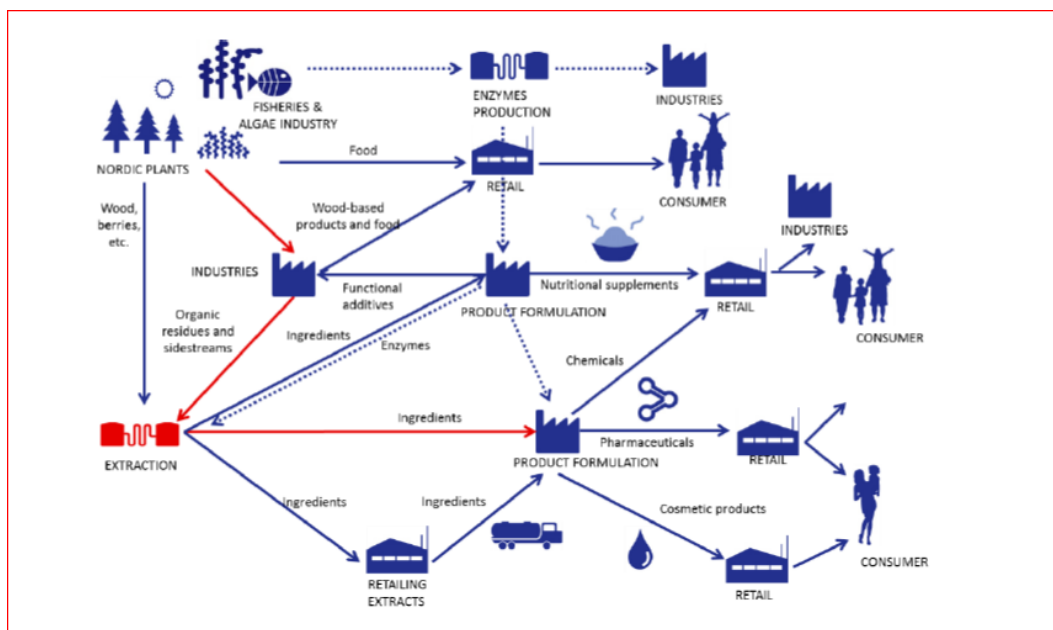 FISHERIES &
ALGAE INDUSTRY
ENZYMES
PRODUCTION
INDUSTRIES
NORDIC PLANTS
Food
RETAIL
CONSUMER
Wood,
berries,
etc.
Wood-based
products and food
INDUSTRIES
INDUSTRIES
Functional
additives
Nutritional supplements
PRODUCT FORMULATION
RETAIL
CONSUMER
Organic
residues and
sidestreams
Ingredients
Enzymes
Chemicals
Ingredients
EXTRACTION
Pharmaceuticals
PRODUCT FORMULATION
RETAIL
Ingredients
Ingredients
Cosmetic products
CONSUMER
RETAILING
EXTRACTS
RETAIL